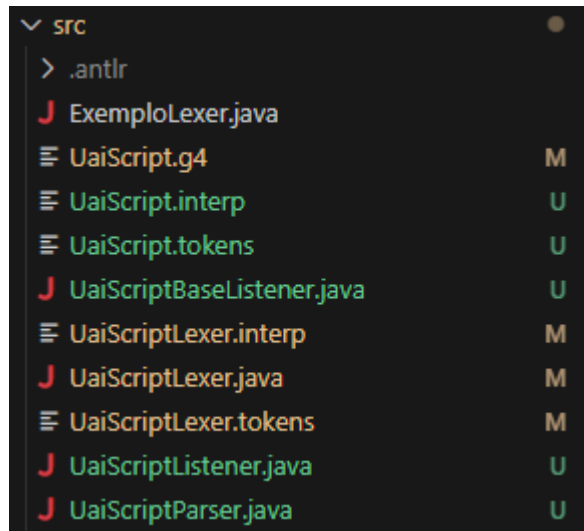 src
.antlr
ExemploLexer.java
UaiScript.g4 M
UaiScript.interp U
UaiScript.tokens U
UaiScriptBaseListener.java U
UaiScriptLexer.interp M
UaiScriptLexer.java M
UaiScriptLexer.tokens M
UaiScriptListener.java U
UaiScriptParser.java U